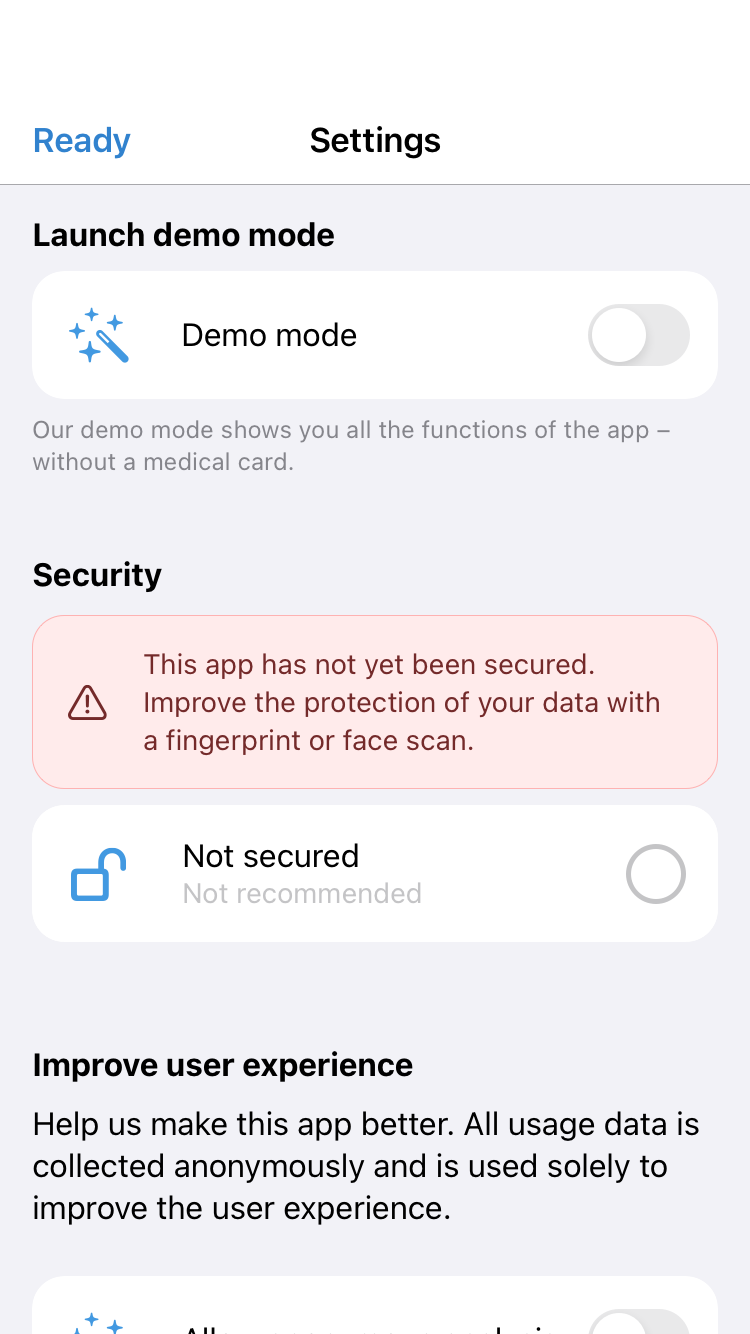 Ready
Settings
Launch demo mode
Demo mode
Our demo mode shows you all the functions of the app –
without a medical card.
Security
This app has not yet been secured.
Improve the protection of your data with
a fingerprint or face scan.
Not secured
Not recommended
Improve user experience
Help us make this app better. All usage data is
collected anonymously and is used solely to
improve the user experience.